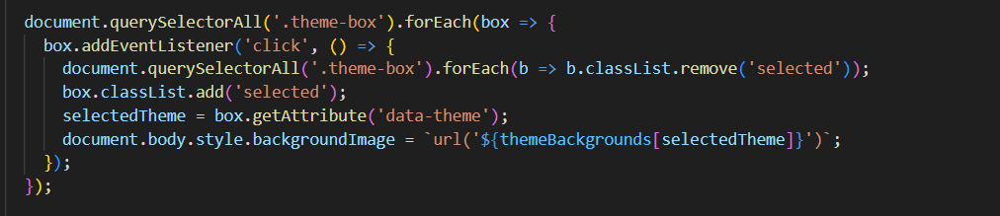 document.querySelectorAll('.theme-box').forEach(box => {
  box.addEventListener('click', () => {
    document.querySelectorAll('.theme-box').forEach(b => b.classList.remove('selected'));
    box.classList.add('selected');
    selectedTheme = box.getAttribute('data-theme');
    document.body.style.backgroundImage = `url('${themeBackgrounds[selectedTheme]}')`;
  });
});